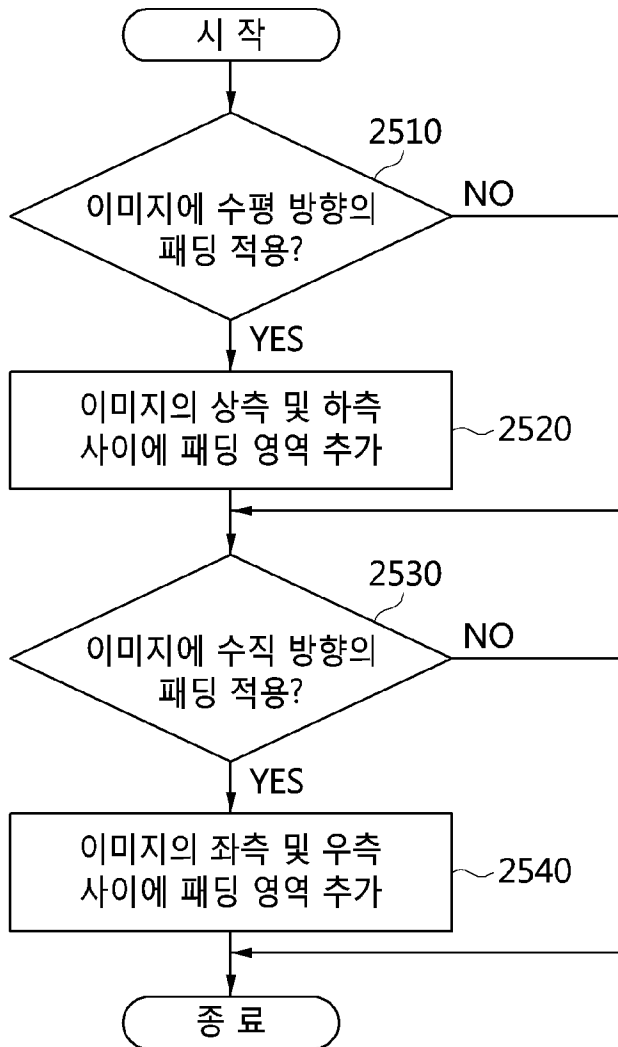 시 작
2510
이미지에 수평 방향의
패딩 적용?
NO
YES
이미지의 상측 및 하측
사이에 패딩 영역 추가
2520
2530
이미지에 수직 방향의
패딩 적용?
NO
YES
이미지의 좌측 및 우측
사이에 패딩 영역 추가
2540
종 료